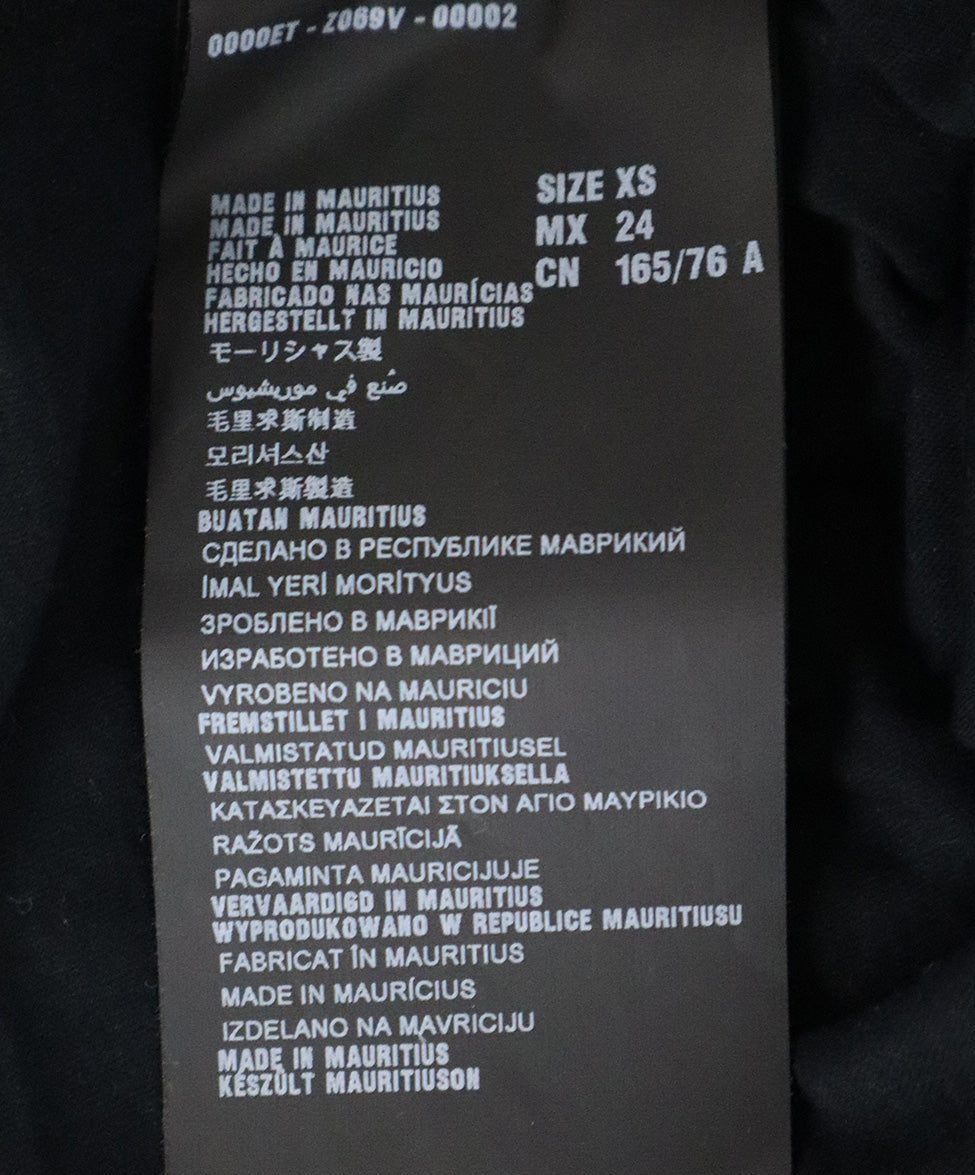 0000ET - Z069V - 00002
MADE IN MAURITIUS
MADE IN MAURITIUS
FAIT À MAURICE
HECHO EN MAURICIO
FABRICADO NAS MAURÍCIAS
HERGESTELLT IN MAURITIUS
モーリシャス製
صُنع في موريشيوس
毛里求斯制造
모리셔스산
毛里求斯製造
BUATAN MAURITIUS
СДЕЛАНО В РЕСПУБЛИКЕ МАВРИКИЙ
İMAL YERİ MORİTYUS
ЗРОБЛЕНО В МАВРИКІЇ
ИЗРАБОТЕНО В МАВРИЦИЙ
VYROBENO NA MAURICIU
FREMSTILLET I MAURITIUS
VALMISTATUD MAURITIUSEL
VALMISTETTU MAURITIUKSELLA
ΚΑΤΑΣΚΕΥΑΖΕΤΑΙ ΣΤΟΝ ΑΓΙΟ ΜΑΥΡΙΚΙΟ
RAŽOTS MAURĪCIJĀ
PAGAMINTA MAURICIJUJE
VERVAARDIGD IN MAURITIUS
WYPRODUKOWANO W REPUBLICE MAURITIUSU
FABRICAT ÎN MAURITIUS
MADE IN MAURÍCIUS
IZDELANO NA MAVRICIJU
MADE IN MAURITIUS
KÉSZÜLT MAURITIUSON
SIZE XS
MX 24
CN 165/76 A